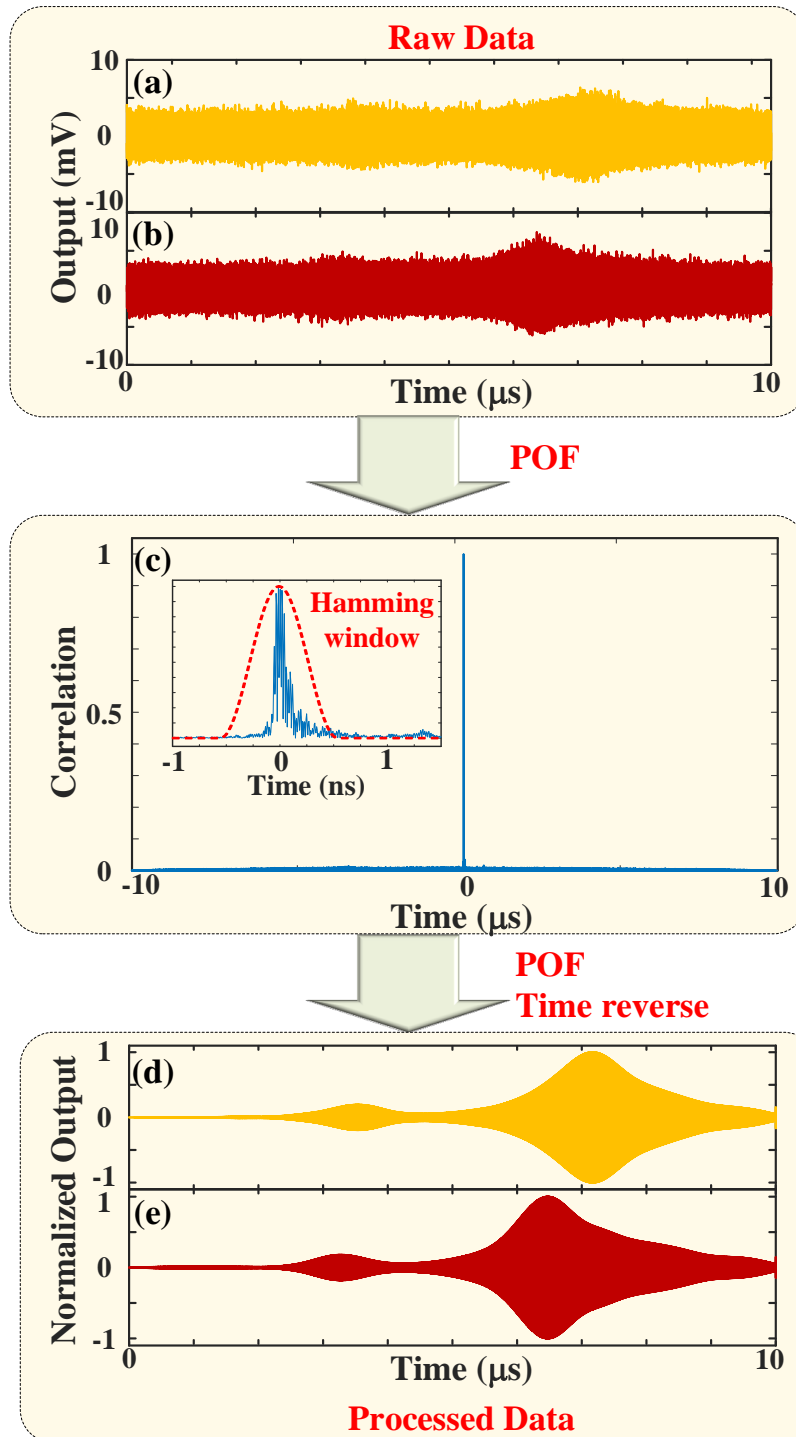 Raw Data
(a)
10
0
-10
Output (mV)
(b)
10
0
-10
0
10
Time (μs)
POF
(c)
1
0.5
0
Correlation
Hamming
window
-1
0
1
Time (ns)
-10
0
10
Time (μs)
POF
Time reverse
(d)
1
0
-1
Normalized Output
(e)
1
0
-1
0
10
Time (μs)
Processed Data